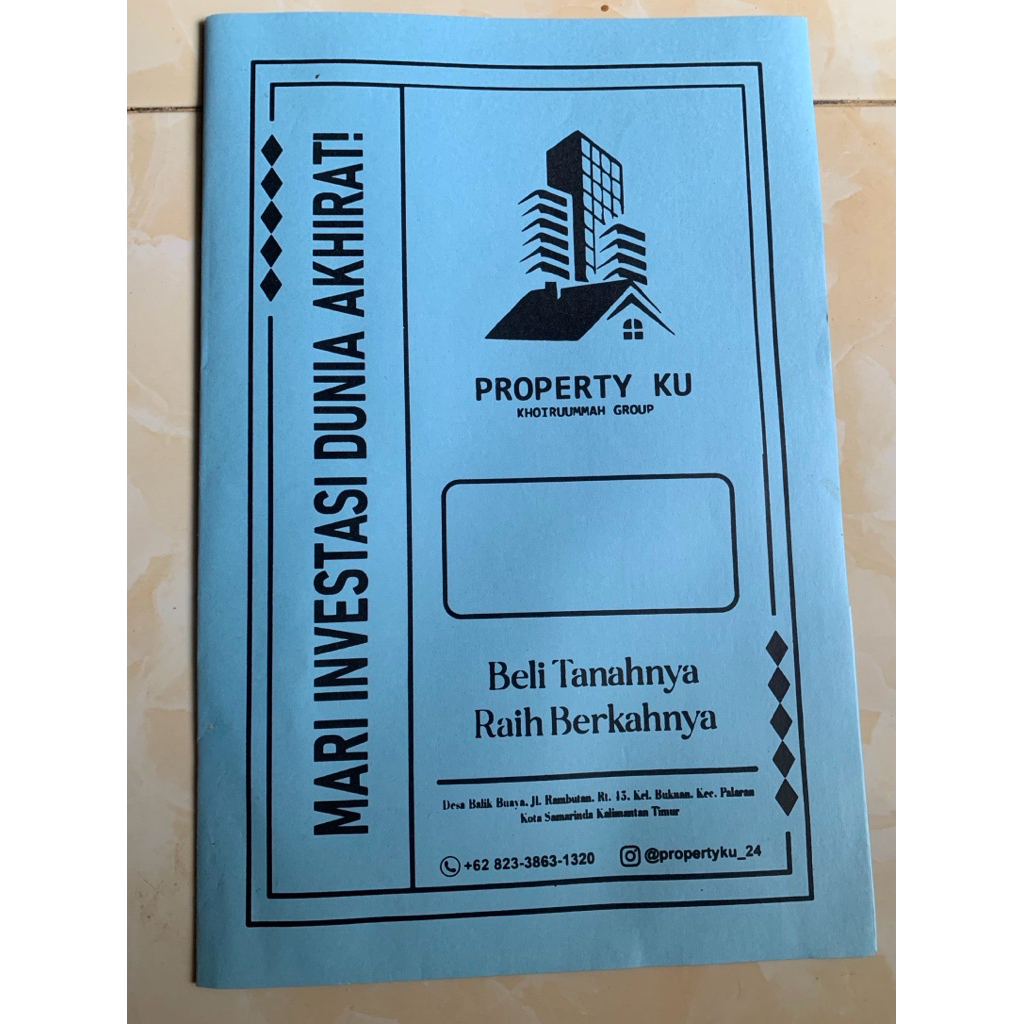 MARI INVESTASI DUNIA AKHIRAT!
PROPERTY KU
KHOIRUUMMAH GROUP
Beli Tanahnya
Raih Berkahnya
Desa Balik Buaya. Jl. Rambutan. Rt. 13. Kel. Bukuan. Kec. Palaran
Kota Samarinda Kalimantan Timur
+62 823-3863-1320
@propertyku_24